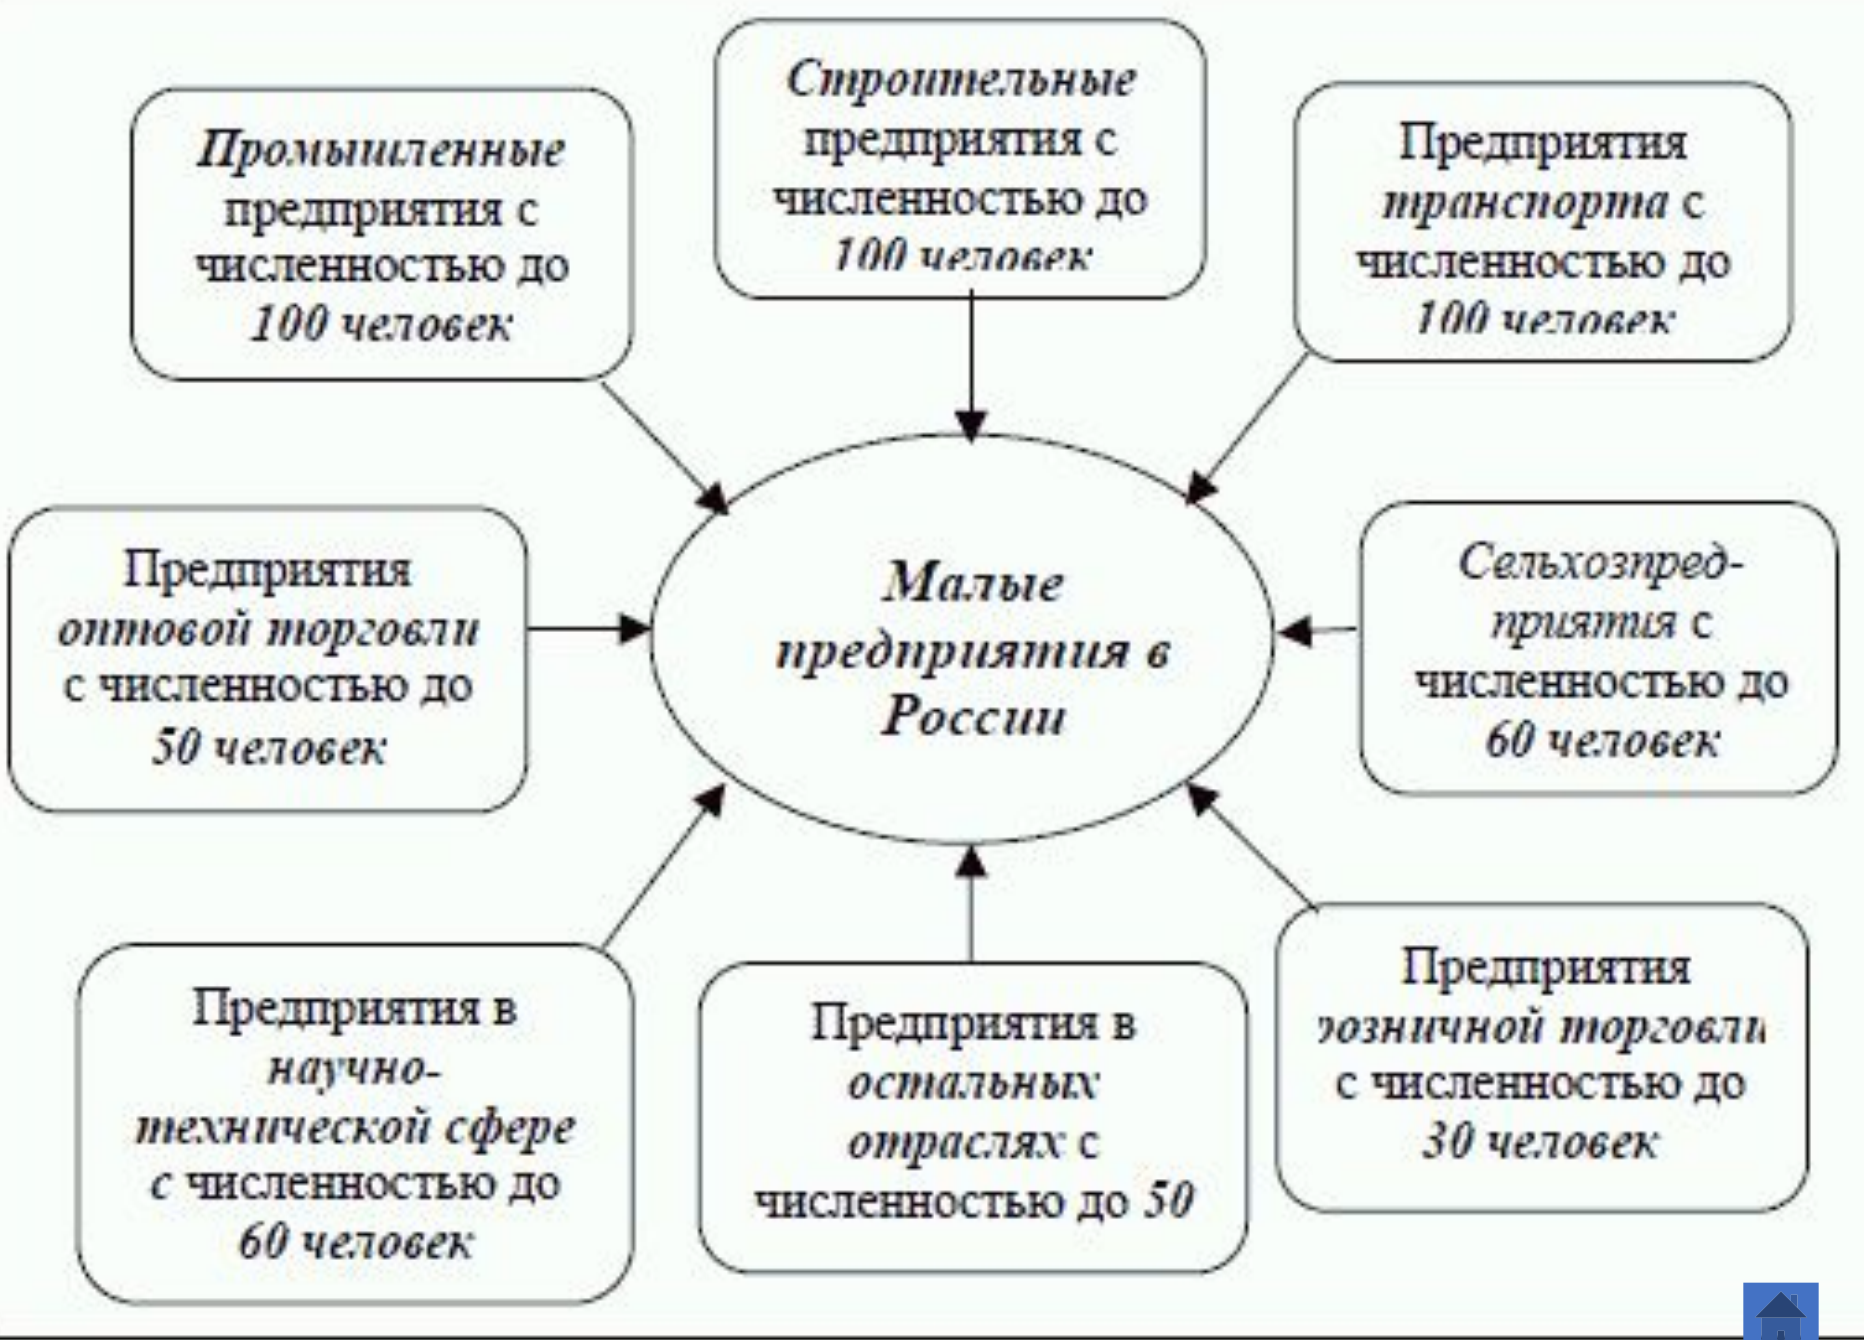 Строительные
предприятия с
численностью до
100 человек
Промышленные
предприятия с
численностью до
100 человек
Предприятия
транспорта с
численностью до
100 человек
Предприятия
оптовой торговли
с численностью до
50 человек
Малые
предприятия в
России
Сельхозпред-
приятия с
численностью до
60 человек
Предприятия в
научно-
технической сфере
с численностью до
60 человек
Предприятия в
остальных
отраслях с
численностью до 50
Предприятия
розничной торговли
с численностью до
30 человек